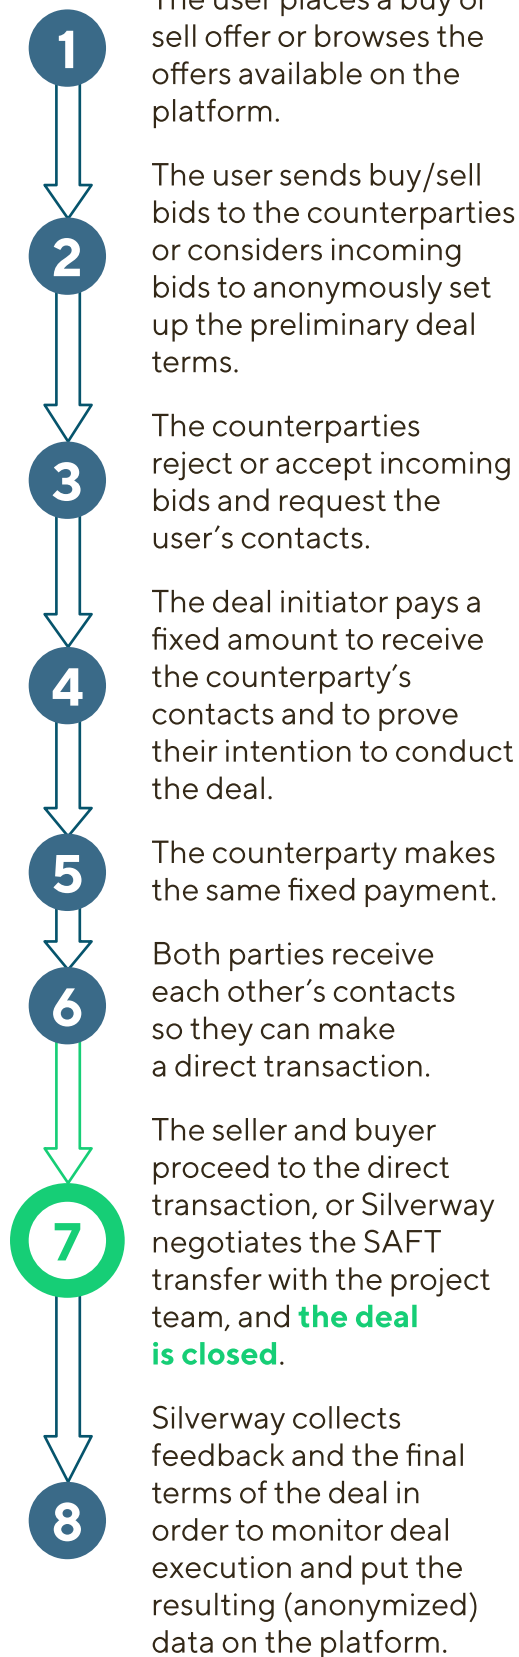 The user places a buy or
1
sell offer or browses the
offers available on the
platform.
The user sends buy/sell
2
bids to the counterparties
or considers incoming
bids to anonymously set
up the preliminary deal
terms.
The counterparties
3
reject or accept incoming
bids and request the
user's contacts.
The deal initiator pays a
fixed amount to receive
4
the counterparty's
contacts and to prove
their intention to conduct
the deal.
5
The counterparty makes
the same fixed payment.
6
Both parties receive
each other's contacts
so they can make
a direct transaction.
The seller and buyer
proceed to the direct
transaction, or Silverway
7
negotiates the SAFT
transfer with the project
team, and the deal
is closed.
Silverway collects
feedback and the final
terms of the deal in
8
order to monitor deal
execution and put the
resulting (anonymized)
data on the platform.